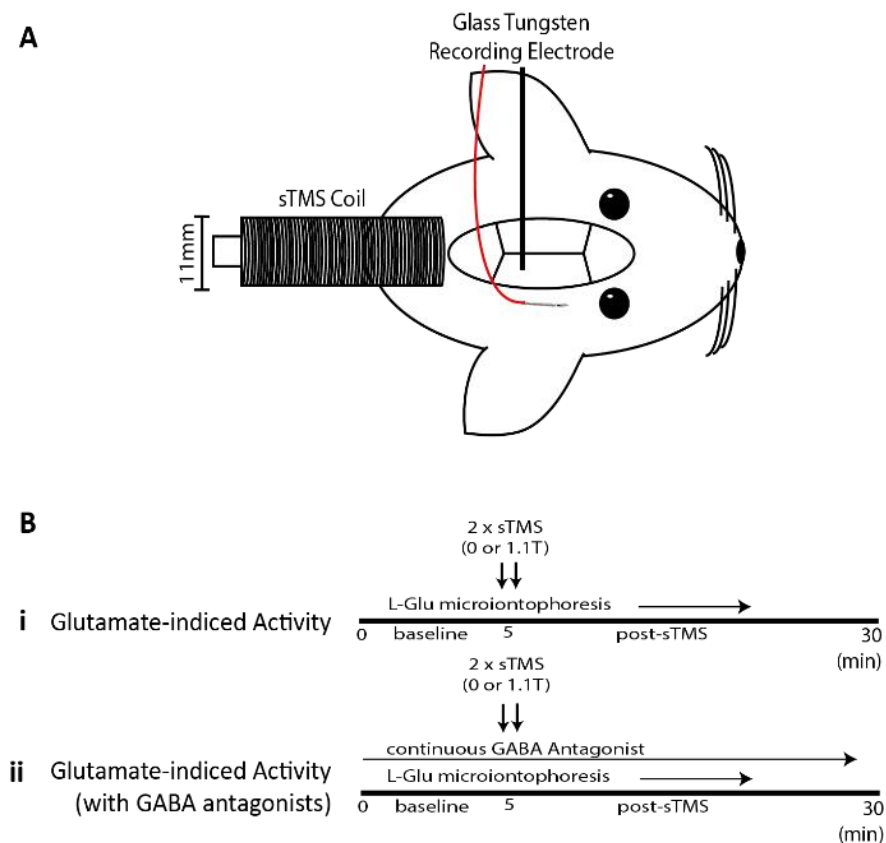 A
Glass Tungsten
Recording Electrode
sTMS Coil
11mm
B
2 x sTMS
(0 or 1.1T)
i Glutamate-indiced Activity
L-Glu microiontophoresis
0 baseline 5 post-sTMS 30
(min)
2 x sTMS
(0 or 1.1T)
continuous GABA Antagonist
ii Glutamate-indiced Activity
(with GABA antagonists)
L-Glu microiontophoresis
0 baseline 5 post-sTMS 30
(min)